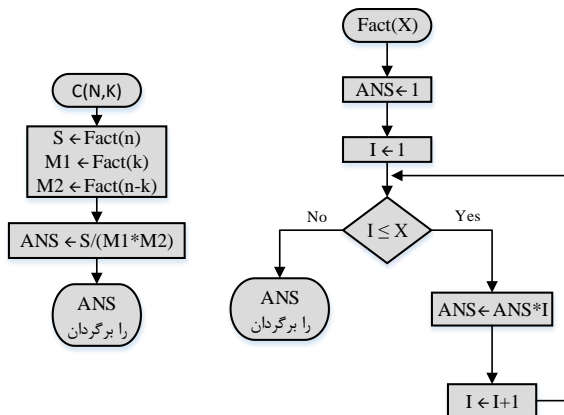 C(N,K)
S ← Fact(n)
M1 ← Fact(k)
M2 ← Fact(n-k)
ANS ← S/(M1*M2)
ANS
را برگردان
Fact(X)
ANS ← 1
I ← 1
I ≤ X
No
Yes
ANS
را برگردان
ANS ← ANS*I
I ← I+1